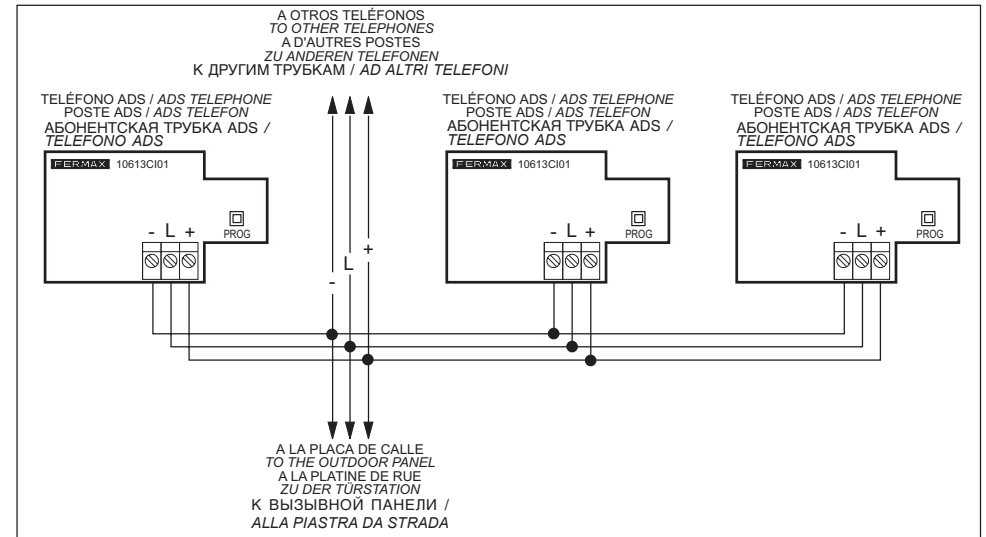 A OTROS TELÉFONOS
TO OTHER TELEPHONES
A D'AUTRES POSTES
ZU ANDEREN TELEFONEN
К ДРУГИМ ТРУБКАМ / AD ALTRI TELEFONI
TELÉFONO ADS / ADS TELEPHONE
POSTE ADS / ADS TELEFON
АБОНЕНТСКАЯ ТРУБКА ADS /
TELEFONO ADS
FERMAX 10613CI01
- L +
PROG
TELÉFONO ADS / ADS TELEPHONE
POSTE ADS / ADS TELEFON
АБОНЕНТСКАЯ ТРУБКА ADS /
TELEFONO ADS
FERMAX 10613CI01
- L +
PROG
TELÉFONO ADS / ADS TELEPHONE
POSTE ADS / ADS TELEFON
АБОНЕНТСКАЯ ТРУБКА ADS /
TELEFONO ADS
FERMAX 10613CI01
- L +
PROG
- L +
A LA PLACA DE CALLE
TO THE OUTDOOR PANEL
A LA PLATINE DE RUE
ZU DER TÜRSTATION
К ВЫЗЫВНОЙ ПАНЕЛИ /
ALLA PIASTRA DA STRADA